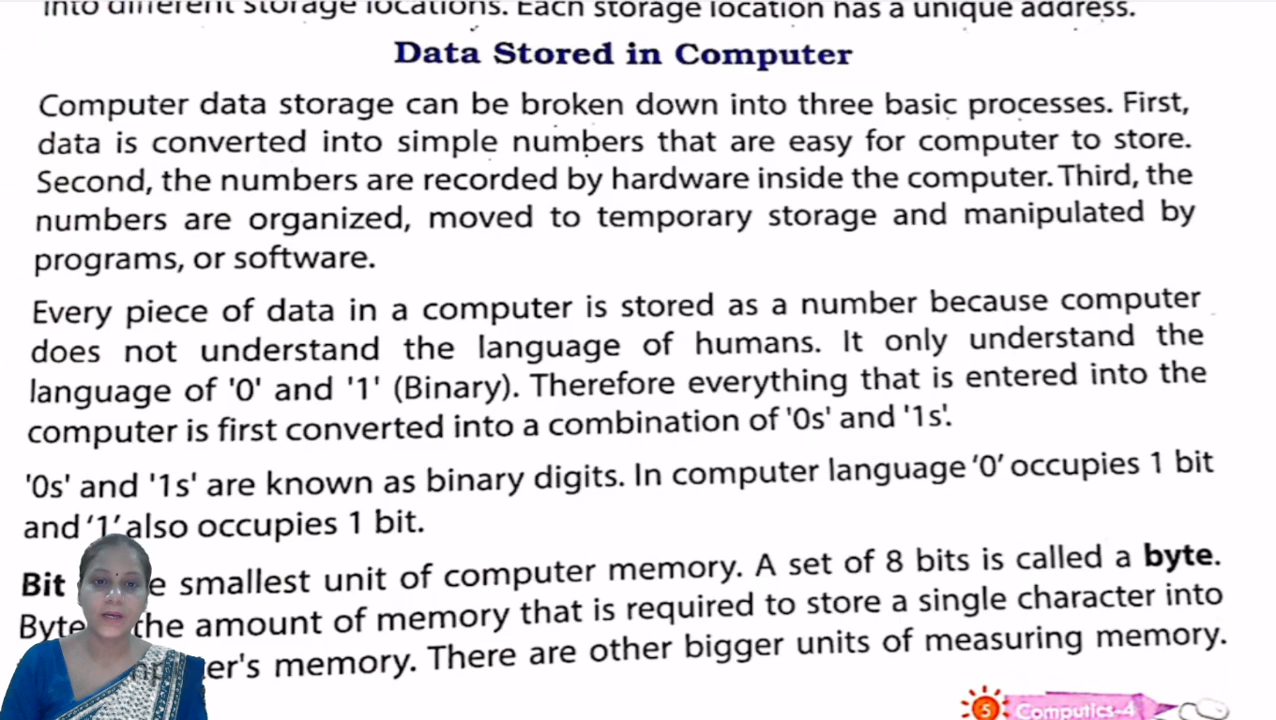 into different storage locations. Each storage location has a unique address.
Data Stored in Computer
Computer data storage can be broken down into three basic processes. First,
data is converted into simple numbers that are easy for computer to store.
Second, the numbers are recorded by hardware inside the computer. Third, the
numbers are organized, moved to temporary storage and manipulated by
programs, or software.
Every piece of data in a computer is stored as a number because computer
does not understand the language of humans. It only understand the
language of '0' and '1' (Binary). Therefore everything that is entered into the
computer is first converted into a combination of '0s' and '1s'.
'0s' and '1s' are known as binary digits. In computer language ‘0’ occupies 1 bit
and ‘1’ also occupies 1 bit.
Bit smallest unit of computer memory. A set of 8 bits is called a byte.
Byte the amount of memory that is required to store a single character into
memory. There are other bigger units of measuring memory.
5 Computics-4